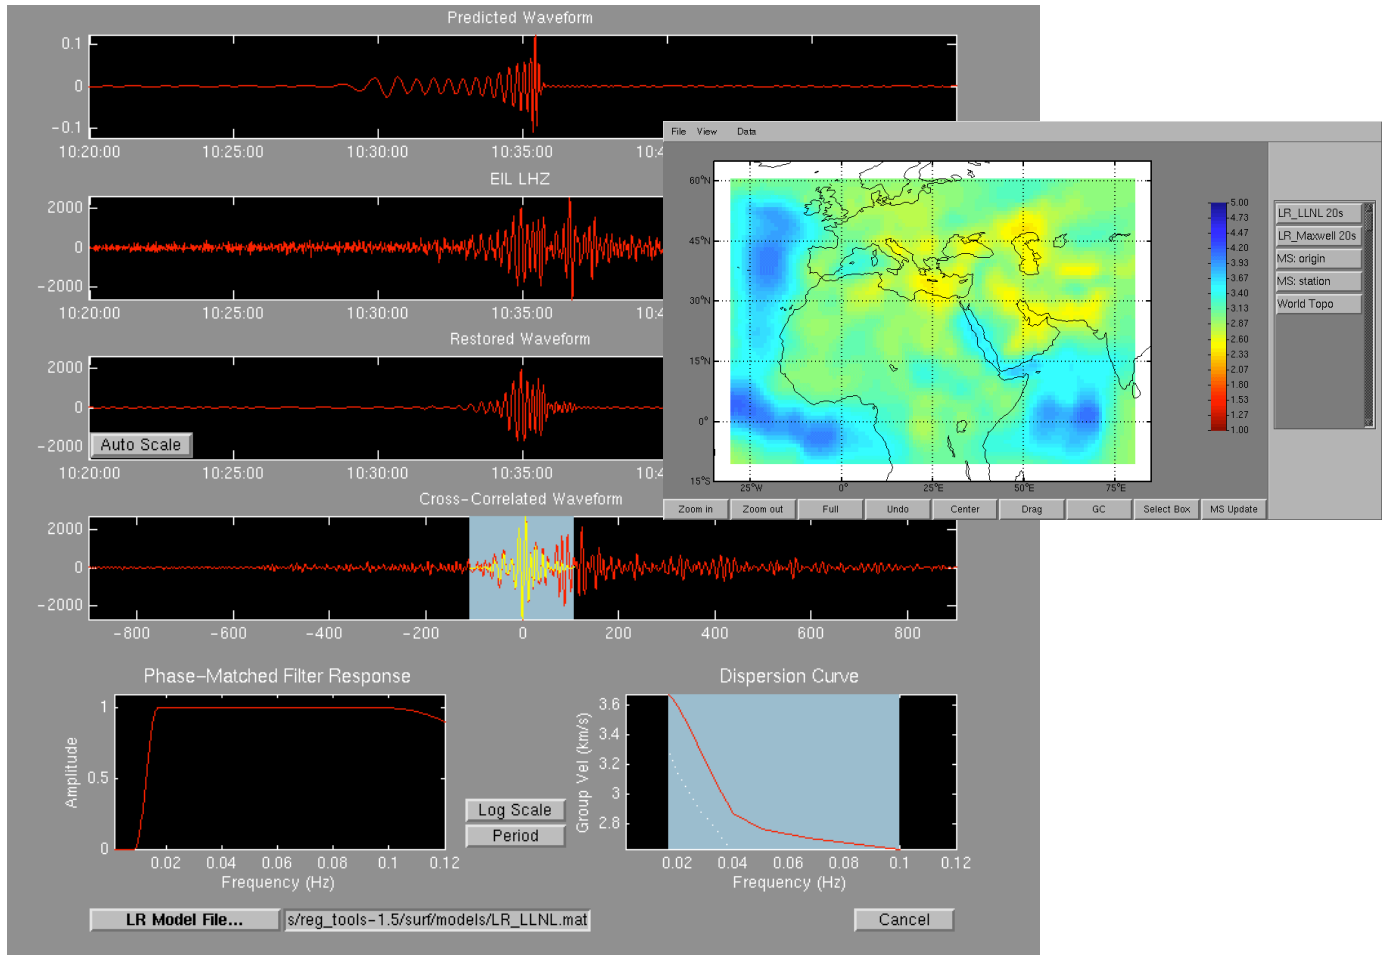 Predicted Waveform
0.1
0
-0.1
10:20:00 10:25:00 10:30:00 10:35:00 10:4
EIL LHZ
2000
0
-2000
10:20:00 10:25:00 10:30:00 10:35:00 10:4
Restored Waveform
2000
0
-2000
Auto Scale
10:20:00 10:25:00 10:30:00 10:35:00 10:4
Cross-Correlated Waveform
2000
0
-2000
-800 -600 -400 -200 0 200 400 600 800
Phase-Matched Filter Response
1
0.5
0
Amplitude
0.02 0.04 0.06 0.08 0.1 0.12
Frequency (Hz)
Log Scale
Period
Dispersion Curve
3.6
3.4
3.2
3
2.8
Group Vel (km/s)
0.02 0.04 0.06 0.08 0.1 0.12
Frequency (Hz)
LR Model File... s/reg_tools-1.5/surf/models/LR_LLNL.mat Cancel
File View Data
60°N
45°N
30°N
15°N
0°
15°S
25°W 0° 25°E 50°E 75°E
5.00
4.73
4.47
4.20
3.93
3.67
3.40
3.13
2.87
2.60
2.33
2.07
1.80
1.53
1.27
1.00
LR_LLNL 20s
LR_Maxwell 20s
MS: origin
MS: station
World Topo
Zoom in Zoom out Full Undo Center Drag GC Select Box MS Update